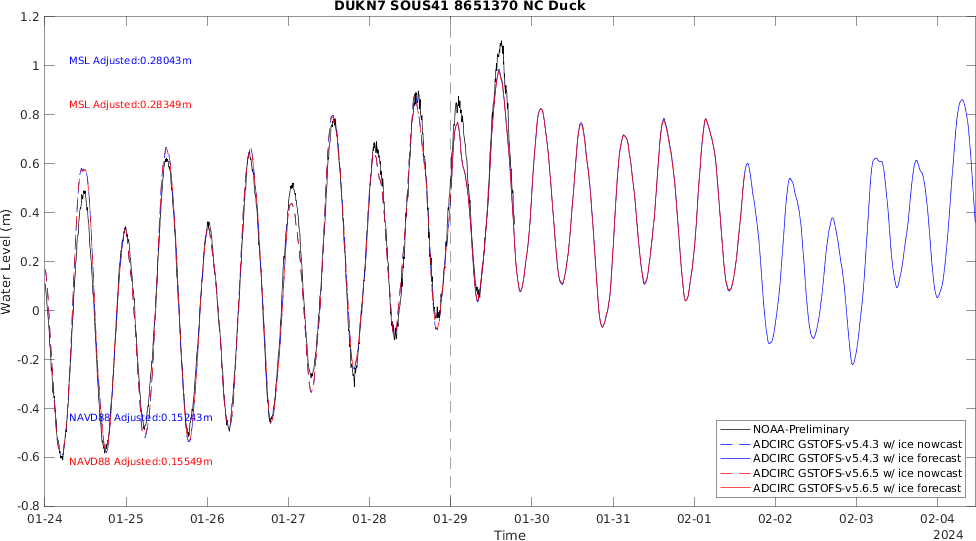 DUKN7 SOUS41 8651370 NC Duck
1.2
1
0.8
0.6
0.4
0.2
0
-0.2
-0.4
-0.6
-0.8
Water Level (m)
MSL Adjusted:0.28043m
MSL Adjusted:0.28349m
NAVD88 Adjusted:0.15243m
NAVD88 Adjusted:0.15549m
NOAA-Preliminary
ADCIRC GSTOFS-v5.4.3 w/ ice nowcast
ADCIRC GSTOFS-v5.4.3 w/ ice forecast
ADCIRC GSTOFS-v5.6.5 w/ ice nowcast
ADCIRC GSTOFS-v5.6.5 w/ ice forecast
01-24 01-25 01-26 01-27 01-28 01-29 01-30 01-31 02-01 02-02 02-03 02-04
Time
2024